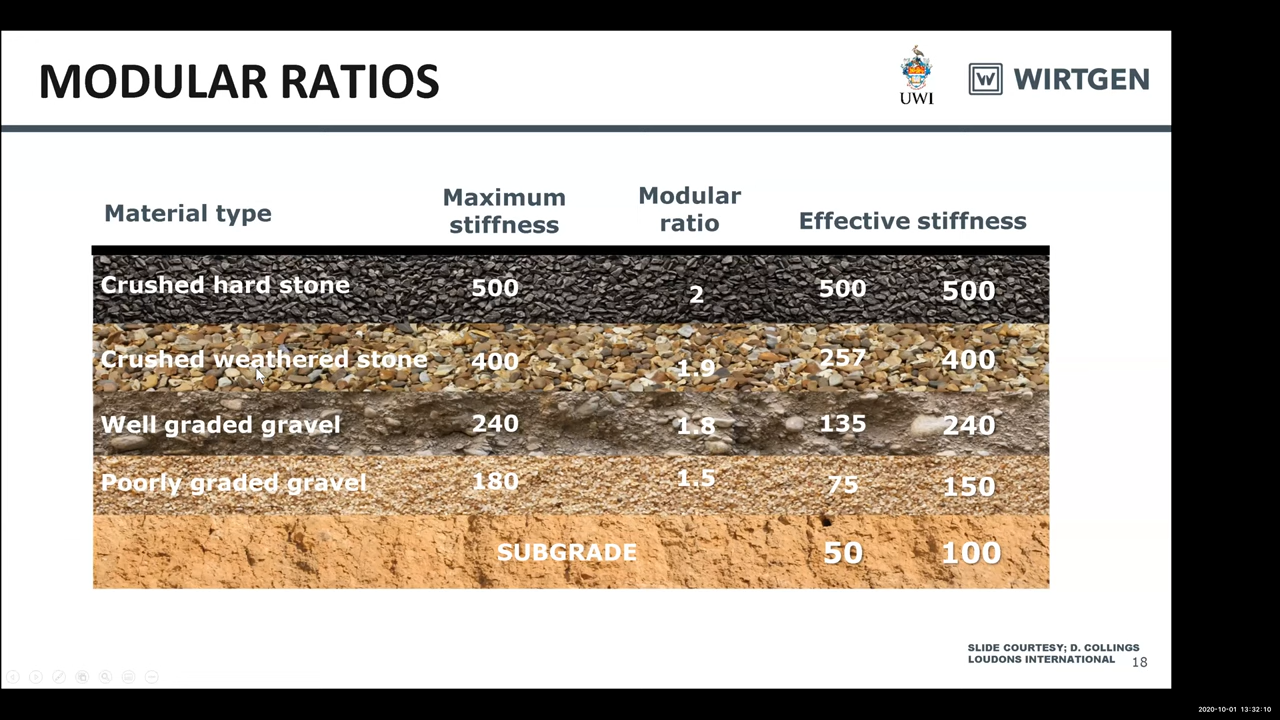 MODULAR RATIOS
UWI
WIRTGEN
Material type
Maximum
stiffness
Modular
ratio
Effective stiffness
Crushed hard stone 500 2 500 500
Crushed weathered stone 400 1.9 257 400
Well graded gravel 240 1.8 135 240
Poorly graded gravel 180 1.5 75 150
SUBGRADE 50 100
SLIDE COURTESY; D. COLLINGS
LOUDONS INTERNATIONAL
18
2020-10-01 13:32:10